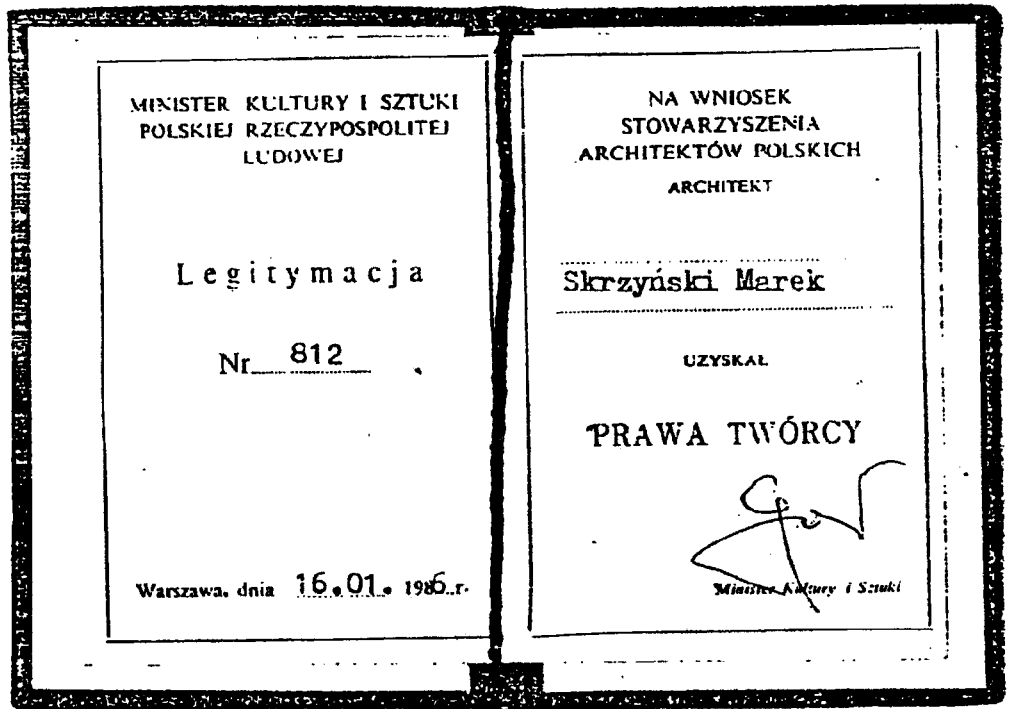 MINISTER KULTURY I SZTUKI
POLSKIEJ RZECZYPOSPOLITEJ
LUDOWEJ
Legitymacja
Nr 812
Warszawa, dnia 16.01. 1986 r.
NA WNIOSEK
STOWARZYSZENIA
ARCHITEKTÓW POLSKICH
ARCHITEKT
Skrzyński Marek
UZYSKAŁ
PRAWA TWÓRCY
Minister Kultury i Sztuki